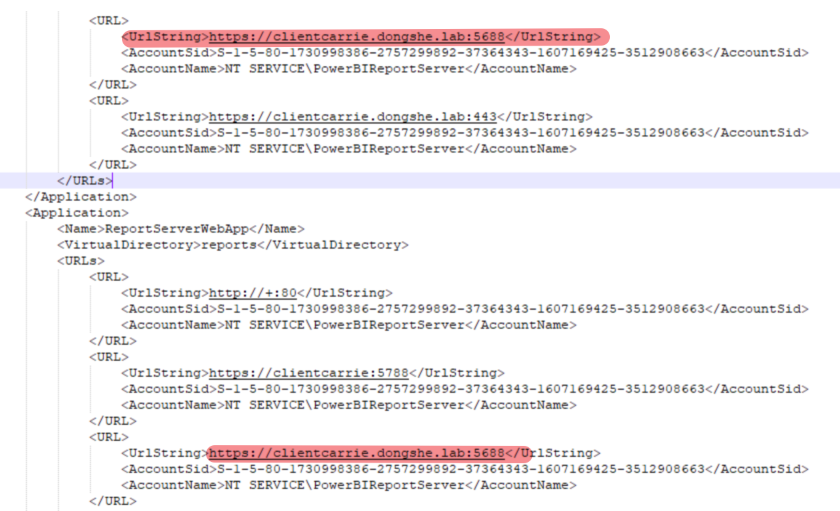 <URL>
<UrlString>https://clientcarrie.dongshe.lab:5688</UrlString>
<AccountSid>S-1-5-80-1730998386-2757299892-37364343-1607169425-3512908663</AccountSid>
<AccountName>NT SERVICE\PowerBIReportServer</AccountName>
</URL>
<URL>
<UrlString>https://clientcarrie.dongshe.lab:443</UrlString>
<AccountSid>S-1-5-80-1730998386-2757299892-37364343-1607169425-3512908663</AccountSid>
<AccountName>NT SERVICE\PowerBIReportServer</AccountName>
</URL>
</URLs>
</Application>
<Application>
<Name>ReportServerWebApp</Name>
<VirtualDirectory>reports</VirtualDirectory>
<URLs>
<URL>
<UrlString>http://+:80</UrlString>
<AccountSid>S-1-5-80-1730998386-2757299892-37364343-1607169425-3512908663</AccountSid>
<AccountName>NT SERVICE\PowerBIReportServer</AccountName>
</URL>
<URL>
<UrlString>https://clientcarrie:5788</UrlString>
<AccountSid>S-1-5-80-1730998386-2757299892-37364343-1607169425-3512908663</AccountSid>
<AccountName>NT SERVICE\PowerBIReportServer</AccountName>
</URL>
<URL>
<UrlString>https://clientcarrie.dongshe.lab:5688</UrlString>
<AccountSid>S-1-5-80-1730998386-2757299892-37364343-1607169425-3512908663</AccountSid>
<AccountName>NT SERVICE\PowerBIReportServer</AccountName>
</URL>